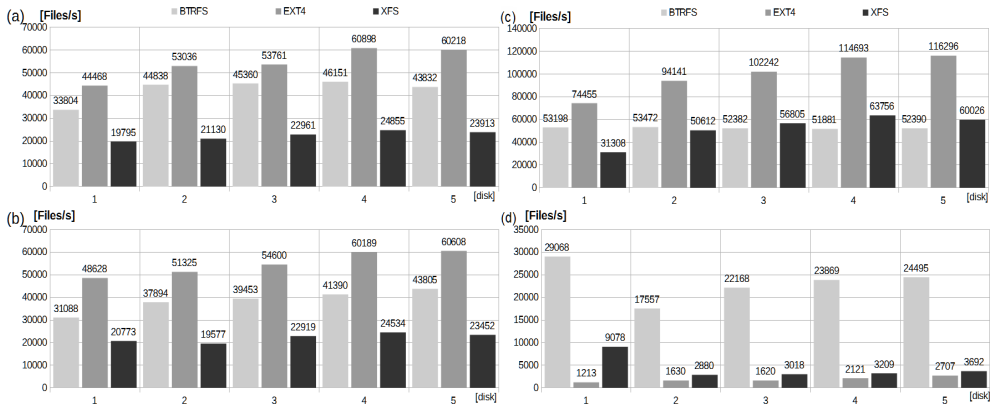 (a) [Files/s] BTRFS EXT4 XFS
70000
60000
50000
40000
30000
20000
10000
0
33804 44468 19795
44838 53036 21130
45360 53761 22961
46151 60898 24855
43832 60218 23913
1 2 3 4 5 [disk]
(b) [Files/s]
70000
60000
50000
40000
30000
20000
10000
0
31088 48628 20773
37894 51325 19577
39453 54600 22919
41390 60189 24534
43805 60608 23452
1 2 3 4 5 [disk]
(c) [Files/s] BTRFS EXT4 XFS
140000
120000
100000
80000
60000
40000
20000
0
53198 74455 31308
53472 94141 50612
52382 102242 56805
51881 114693 63756
52390 116296 60026
1 2 3 4 5 [disk]
(d) [Files/s]
35000
30000
25000
20000
15000
10000
5000
0
29068 1213 9078
17557 1630 2880
22168 1620 3018
23869 2121 3209
24495 2707 3692
1 2 3 4 5 [disk]